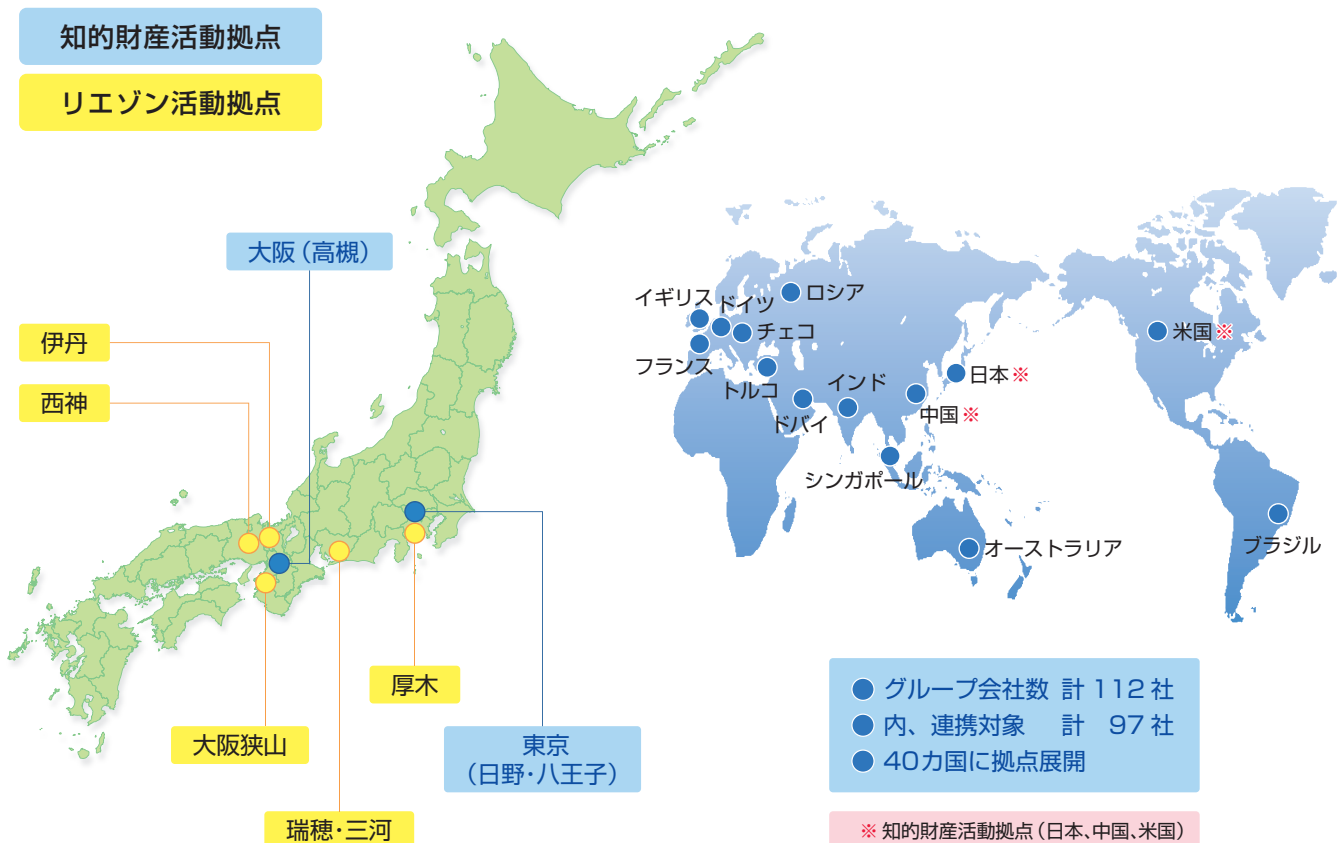 知的財産活動拠点
リエゾン活動拠点
大阪(高槻)
伊丹
西神
厚木
大阪狭山
東京
(日野・八王子)
瑞穂・三河
イギリス
ドイツ
ロシア
チェコ
フランス
トルコ
ドバイ
インド
中国※
日本※
シンガポール
オーストラリア
米国※
ブラジル
グループ会社数 計 112 社
内、連携対象 計 97 社
40カ国に拠点展開
※ 知的財産活動拠点(日本、中国、米国)